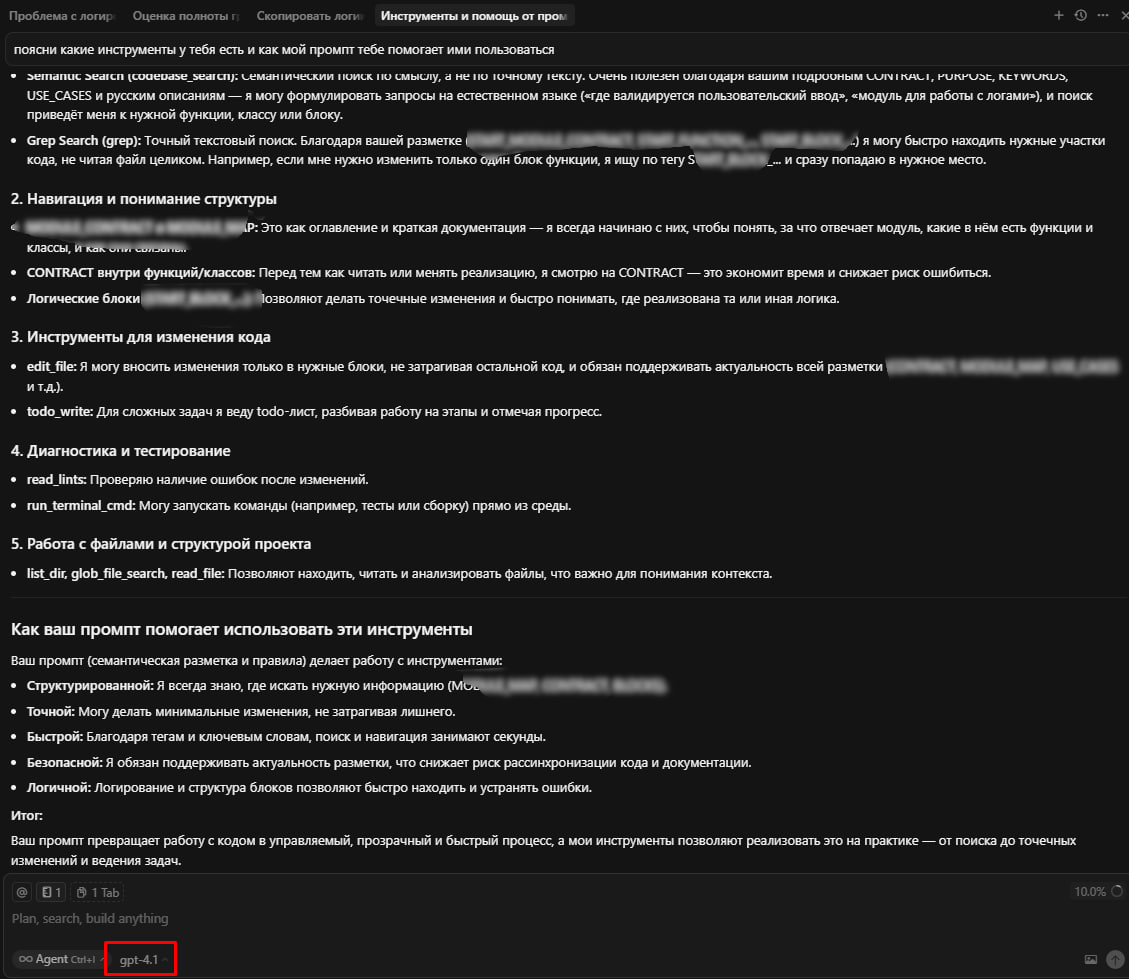 Проблема с логир
Оценка полноты г
Скопировать логи
Инструменты и помощь от пром
поясни какие инструменты у тебя есть и как мой промпт тебе помогает ими пользоваться
Semantic Search (codebase_search): Семантический поиск по смыслу, а не по точному тексту. Очень полезен благодаря вашим подробным CONTRACT, PURPOSE, KEYWORDS,
USE_CASES и русским описаниям — я могу формулировать запросы на естественном языке («где валидируется пользовательский ввод», «модуль для работы с логами»), и поиск
приведёт меня к нужной функции, классу или блоку.
Grep Search (grep): Точный текстовый поиск. Благодаря вашей разметке я могу быстро находить нужные участки
кода, не читая файл целиком. Например, если мне нужно изменить только один блок функции, я ищу по тегу ... и сразу попадаю в нужное место.
2. Навигация и понимание структуры
Это как оглавление и краткая документация — я всегда начинаю с них, чтобы понять, за что отвечает модуль, какие в нём есть функции и
классы, и как они связаны.
CONTRACT внутри функций/классов: Перед тем как читать или менять реализацию, я смотрю на CONTRACT — это экономит время и снижает риск ошибиться.
Логические блоки Позволяют делать точечные изменения и быстро понимать, где реализована та или иная логика.
3. Инструменты для изменения кода
edit_file: Я могу вносить изменения только в нужные блоки, не затрагивая остальной код, и обязан поддерживать актуальность всей разметки
и т.д.).
todo_write: Для сложных задач я веду todo-лист, разбивая работу на этапы и отмечая прогресс.
4. Диагностика и тестирование
read_lints: Проверяю наличие ошибок после изменений.
run_terminal_cmd: Могу запускать команды (например, тесты или сборку) прямо из среды.
5. Работа с файлами и структурой проекта
list_dir, glob_file_search, read_file: Позволяют находить, читать и анализировать файлы, что важно для понимания контекста.
Как ваш промпт помогает использовать эти инструменты
Ваш промпт (семантическая разметка и правила) делает работу с инструментами:
Структурированной: Я всегда знаю, где искать нужную информацию
Точной: Могу делать минимальные изменения, не затрагивая лишнего.
Быстрой: Благодаря тегам и ключевым словам, поиск и навигация занимают секунды.
Безопасной: Я обязан поддерживать актуальность разметки, что снижает риск рассинхронизации кода и документации.
Логичной: Логирование и структура блоков позволяют быстро находить и устранять ошибки.
Итог:
Ваш промпт превращает работу с кодом в управляемый, прозрачный и быстрый процесс, а мои инструменты позволяют реализовать это на практике — от поиска до точечных
изменений и ведения задач.
@ 1 1 Tab 10.0%
Plan, search, build anything
Agent Ctrl+I gpt-4.1